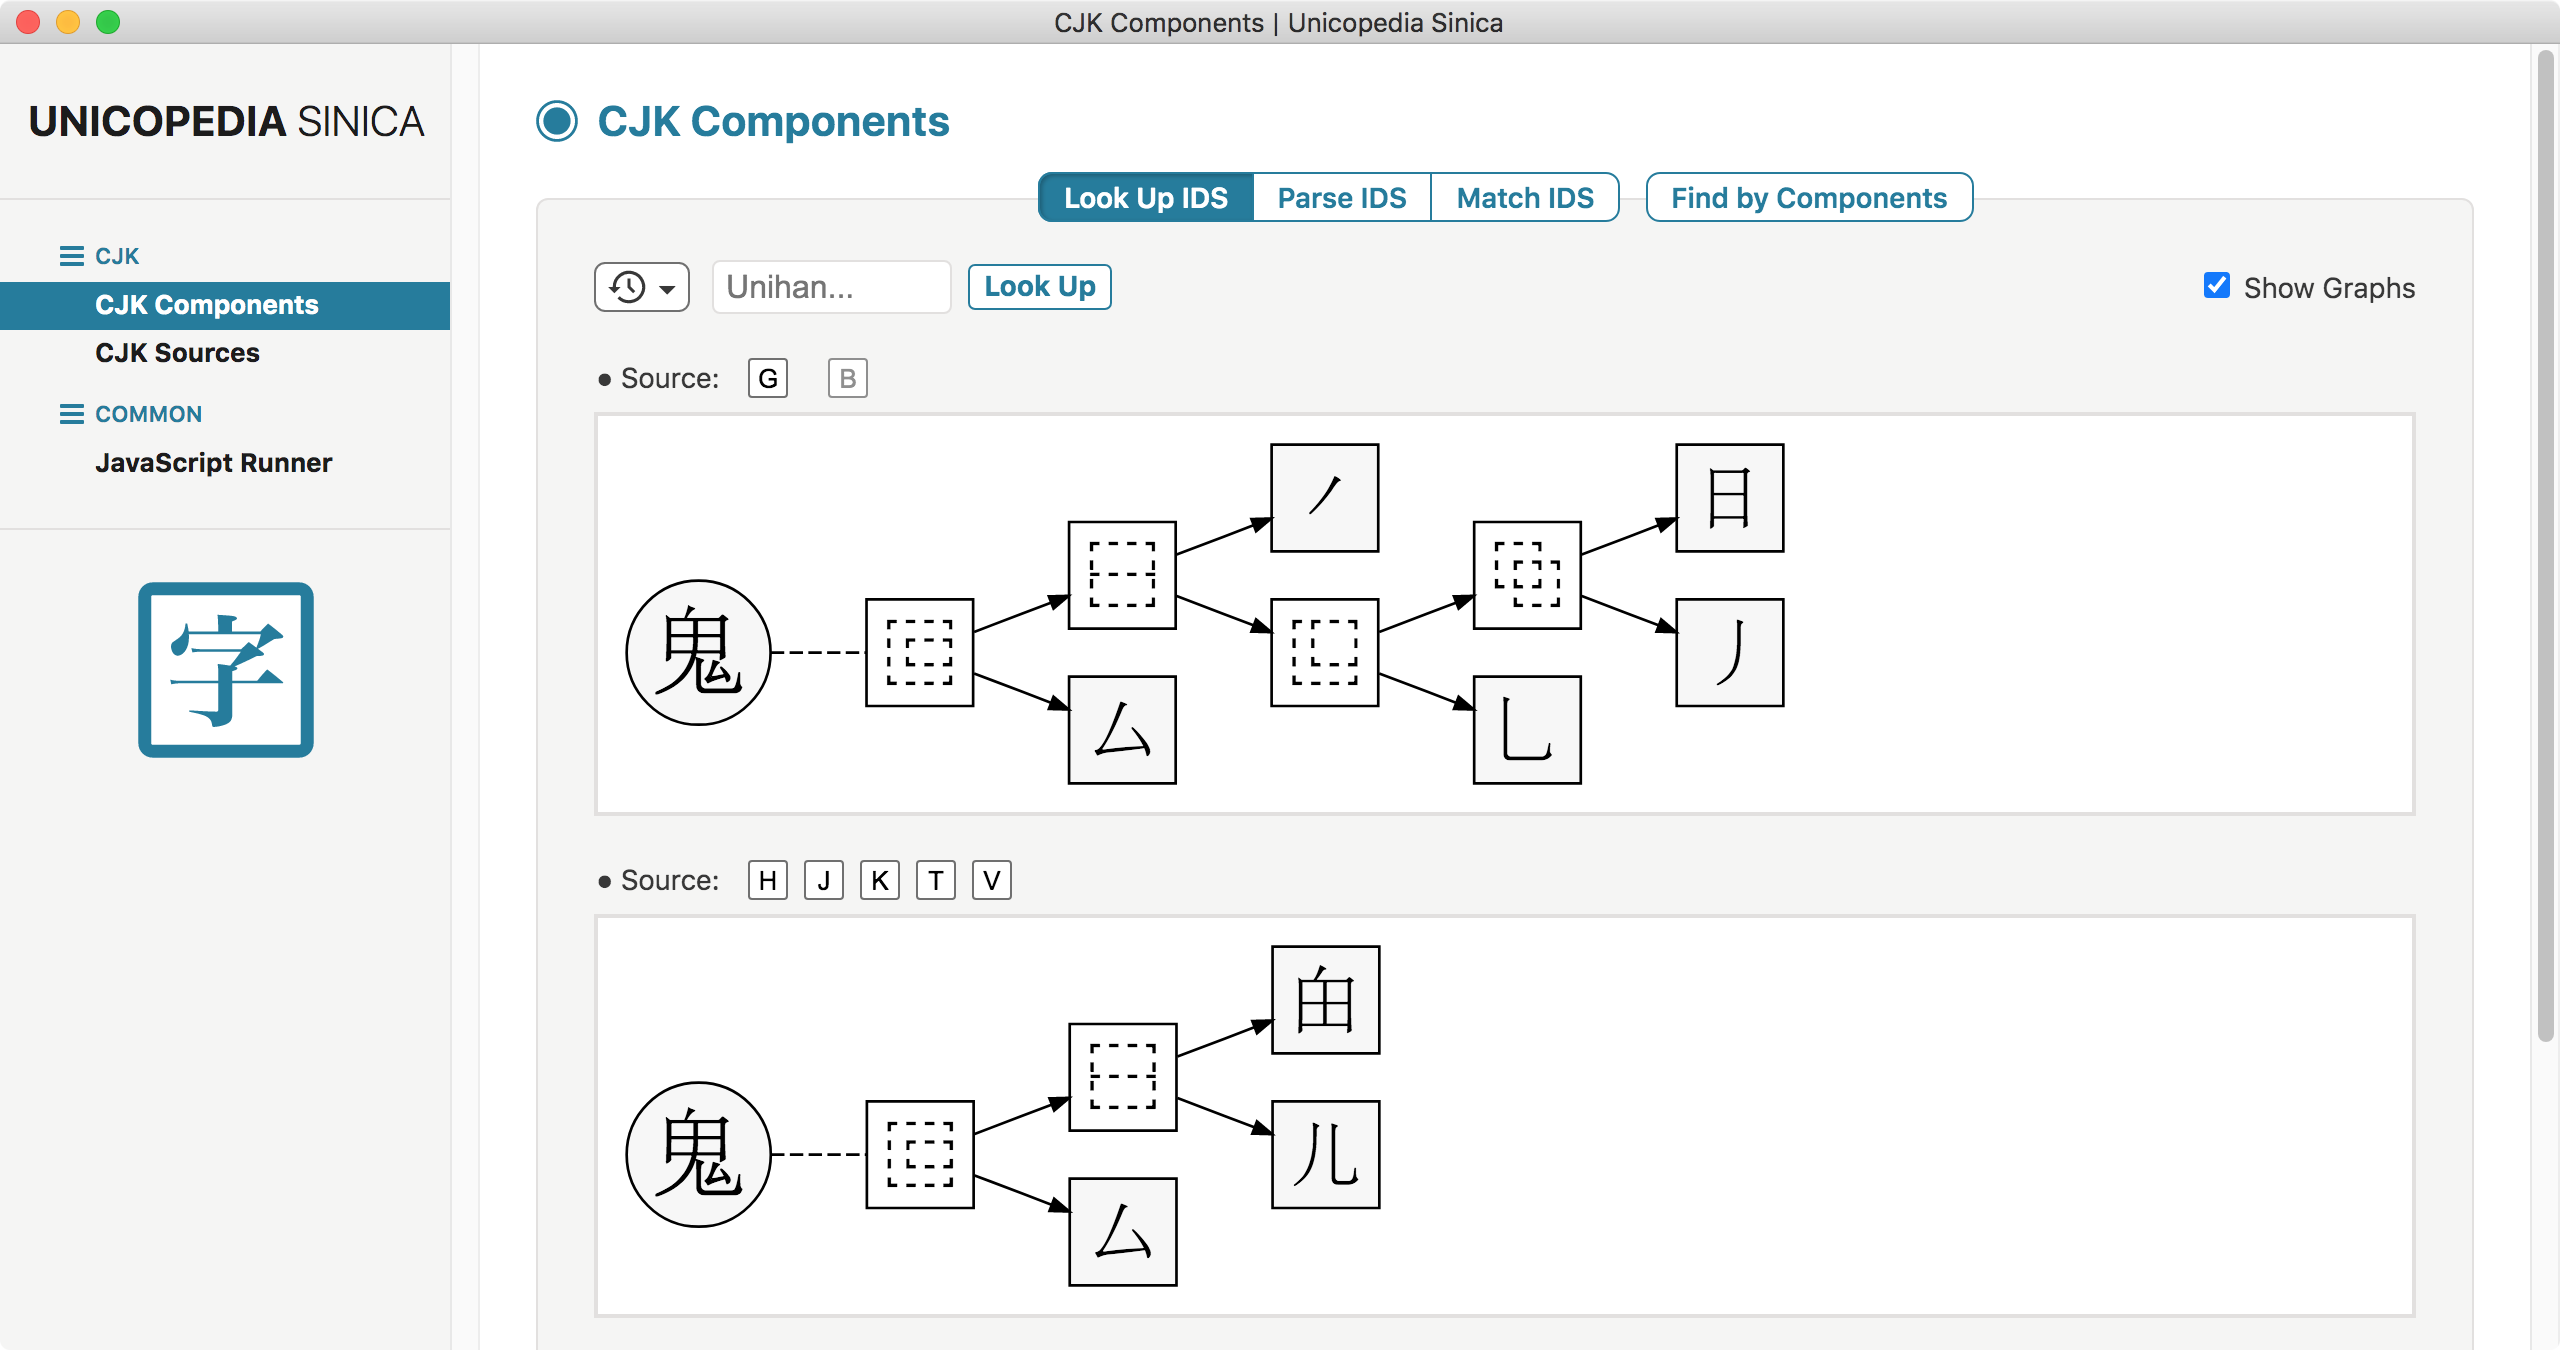 CJK Components | Unicopedia Sinica
UNICOPEDIA SINICA
CJK
CJK Components
CJK Sources
COMMON
JavaScript Runner
字
CJK Components
Look Up IDS
Parse IDS
Match IDS
Find by Components
Unihan...
Look Up
Show Graphs
• Source: G B
鬼
㇒
日
丿
乚
厶
• Source: H J K T V
鬼
甶
儿
厶